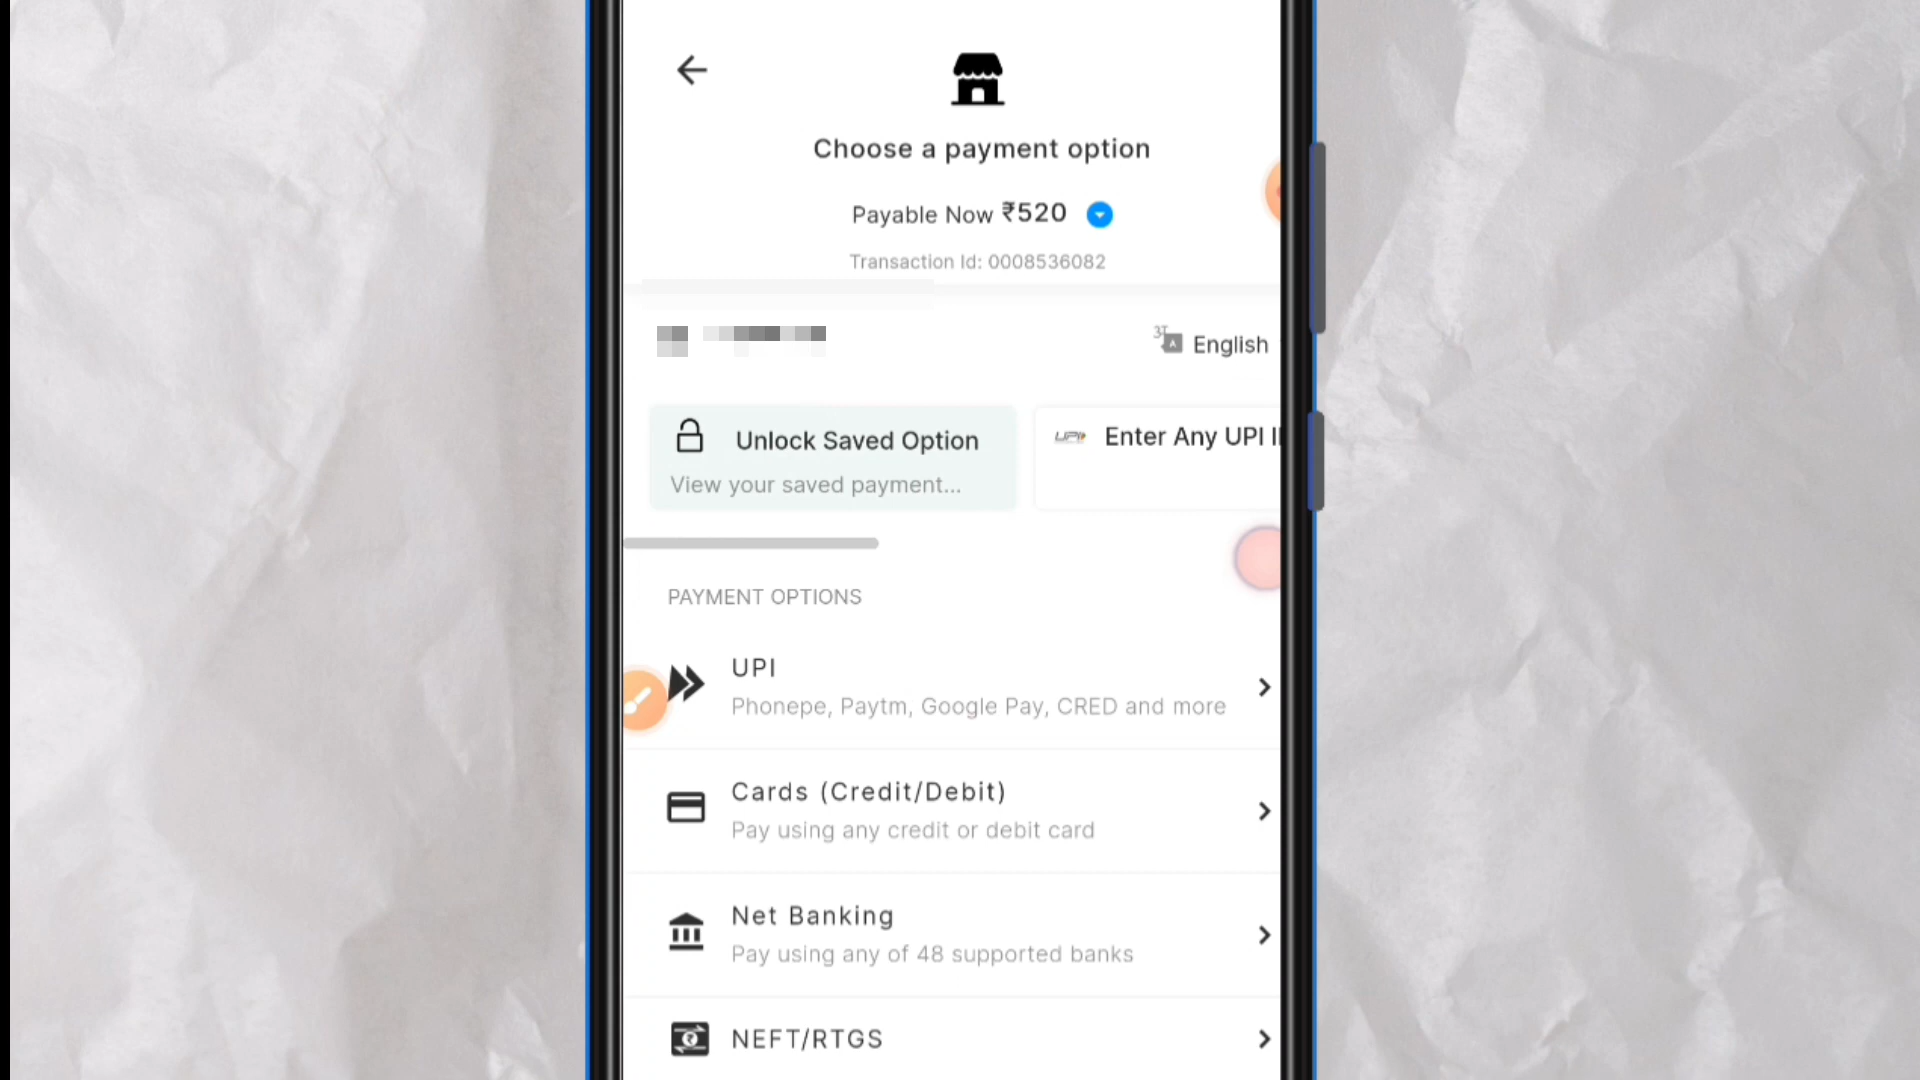 Choose a payment option
Payable Now ₹520
Transaction Id: 0008536082
English
Unlock Saved Option
View your saved payment...
UPI Enter Any UPI
PAYMENT OPTIONS
UPI
Phonepe, Paytm, Google Pay, CRED and more
Cards (Credit/Debit)
Pay using any credit or debit card
Net Banking
Pay using any of 48 supported banks
NEFT/RTGS